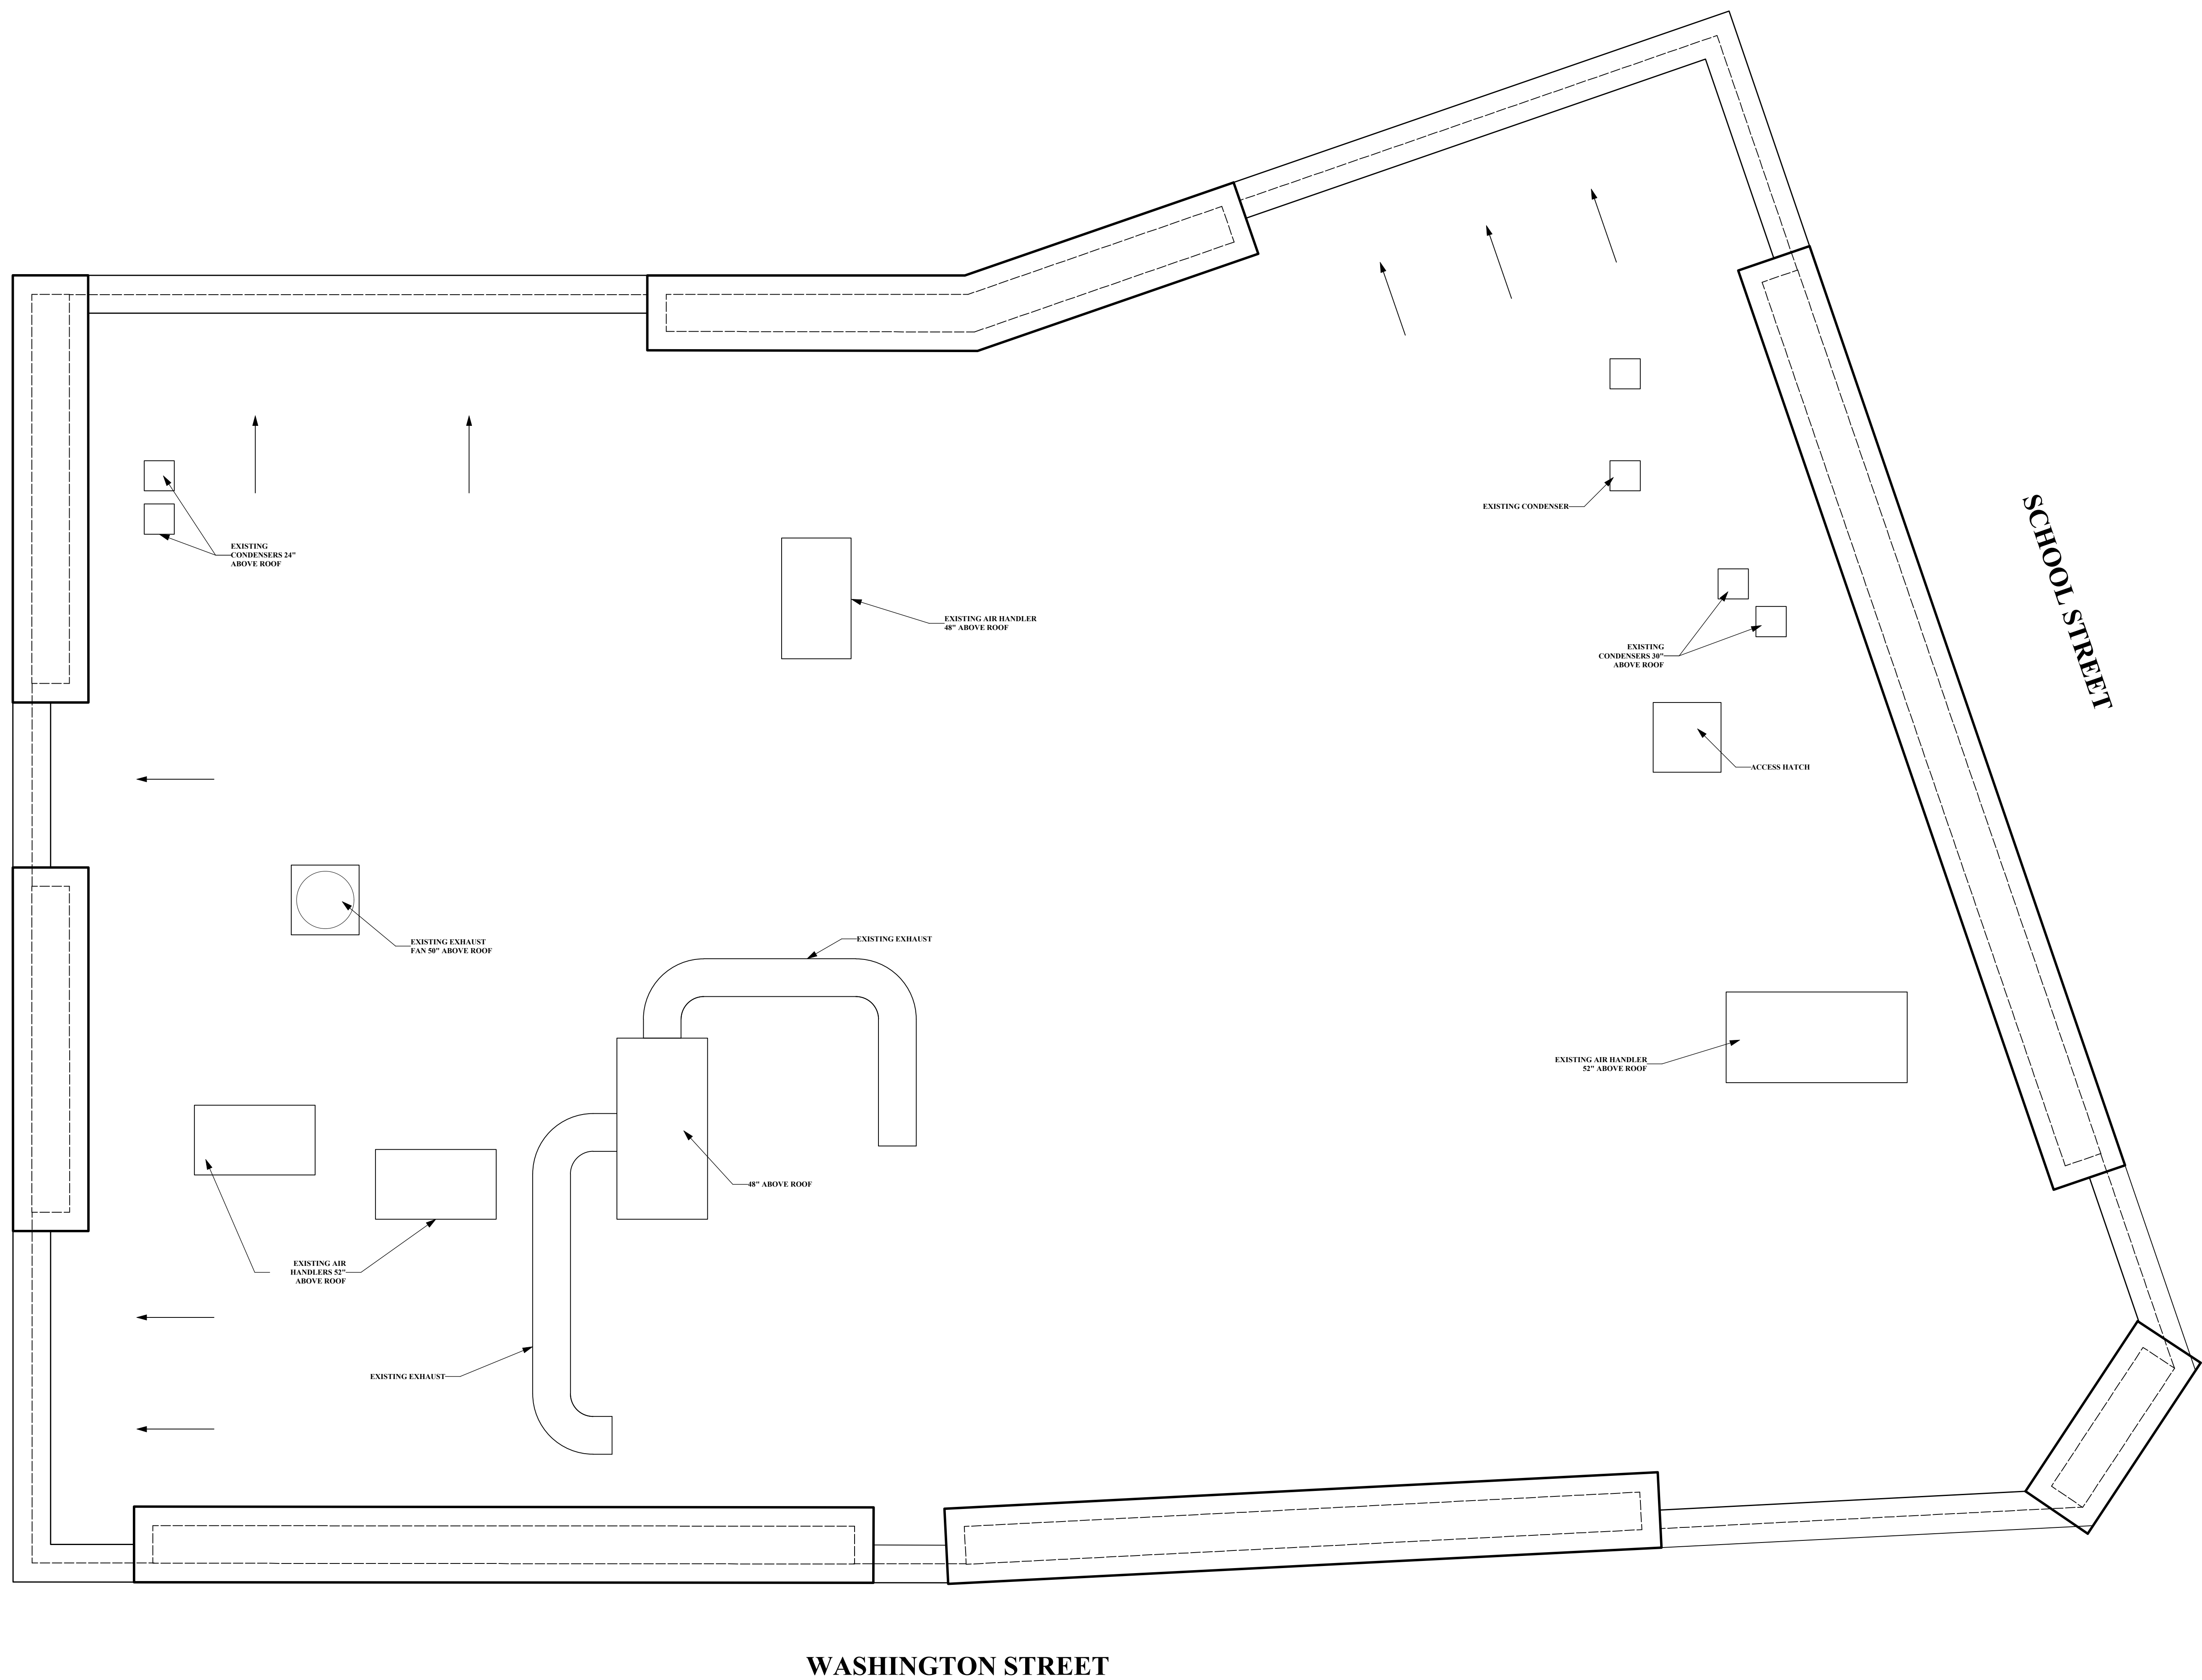 EXISTING CONDENSER
SCHOOL STREET
EXISTING
CONDENSERS 24"
ABOVE ROOF
EXISTING AIR HANDLER
48" ABOVE ROOF
EXISTING
CONDENSERS 30"
ABOVE ROOF
ACCESS HATCH
EXISTING EXHAUST
FAN 50" ABOVE ROOF
EXISTING EXHAUST
EXISTING AIR HANDLER
52" ABOVE ROOF
48" ABOVE ROOF
EXISTING AIR
HANDLERS 52"
ABOVE ROOF
EXISTING EXHAUST
WASHINGTON STREET